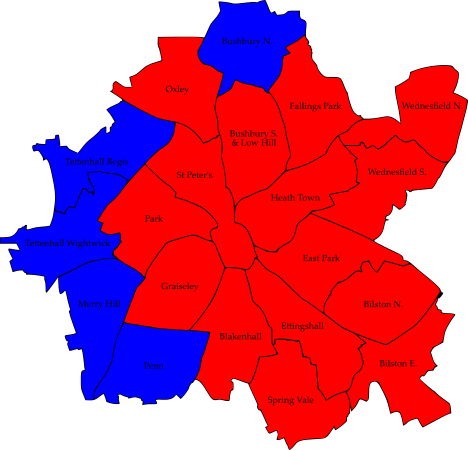 Bushbury N.
Oxley
Fallings Park
Wednesfield N.
Bushbury S.
& Low Hill
Tettenhall Regis
Wednesfield S.
St Peter's
Heath Town
Park
Tettenhall Wightwick
East Park
Graiseley
Merry Hill
Bilston N.
Ettingshall
Blakenhall
Penn
Bilston E.
Spring Vale